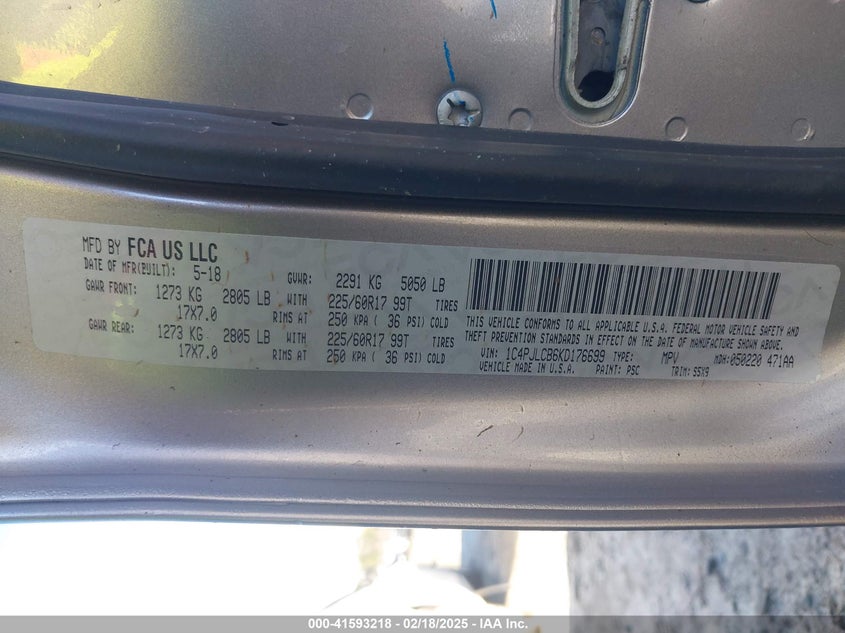 MFD BY FCA US LLC
DATE OF MFR(BUILT): 5-18 GVWR: 2291 KG 5050 LB
GAWR FRONT: 1273 KG 2805 LB WITH 225/60R17 99T TIRES
17X7.0 RIMS AT 250 KPA ( 36 PSI) COLD
GAWR REAR: 1273 KG 2805 LB WITH 225/60R17 99T TIRES
17X7.0 RIMS AT 250 KPA ( 36 PSI) COLD
THIS VEHICLE CONFORMS TO ALL APPLICABLE U.S.A. FEDERAL MOTOR VEHICLE SAFETY AND
THEFT PREVENTION STANDARDS IN EFFECT ON THE DATE OF MANUFACTURE SHOWN ABOVE.
VIN: 1C4PJLCB6KD176699 TYPE: MPV MDH: 050220 471AA
VEHICLE MADE IN U.S.A. PAINT: PSC TRIM: S5X9
000-41593218 - 02/18/2025 - IAA Inc.